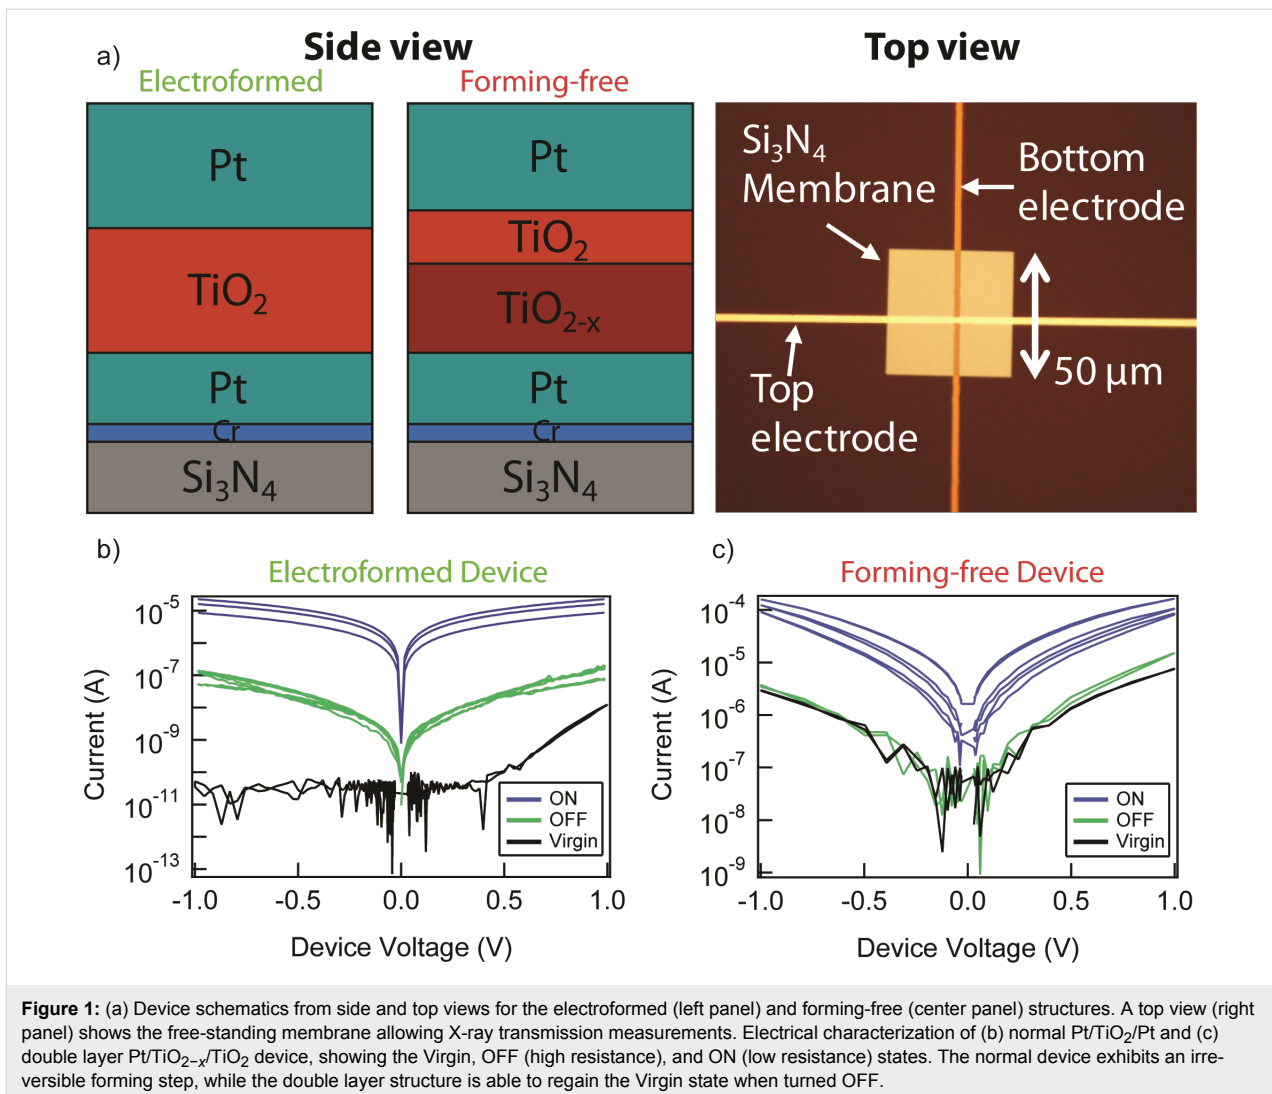 a)
Side view
Top view
Electroformed
Forming-free
Pt
TiO2
Pt
Cr
Si3N4
Pt
TiO2
TiO2-x
Pt
Cr
Si3N4
Si3N4
Membrane
Bottom
electrode
50 µm
Top
electrode
b)
Electroformed Device
Current (A)
10-5
10-7
10-9
10-11
10-13
ON
OFF
Virgin
-1.0
-0.5
0.0
0.5
1.0
Device Voltage (V)
c)
Forming-free Device
Current (A)
10-4
10-5
10-6
10-7
10-8
10-9
ON
OFF
Virgin
-1.0
-0.5
0.0
0.5
1.0
Device Voltage (V)
Figure 1: (a) Device schematics from side and top views for the electroformed (left panel) and forming-free (center panel) structures. A top view (right
panel) shows the free-standing membrane allowing X-ray transmission measurements. Electrical characterization of (b) normal Pt/TiO2/Pt and (c)
double layer Pt/TiO2−x/TiO2 device, showing the Virgin, OFF (high resistance), and ON (low resistance) states. The normal device exhibits an irre-
versible forming step, while the double layer structure is able to regain the Virgin state when turned OFF.